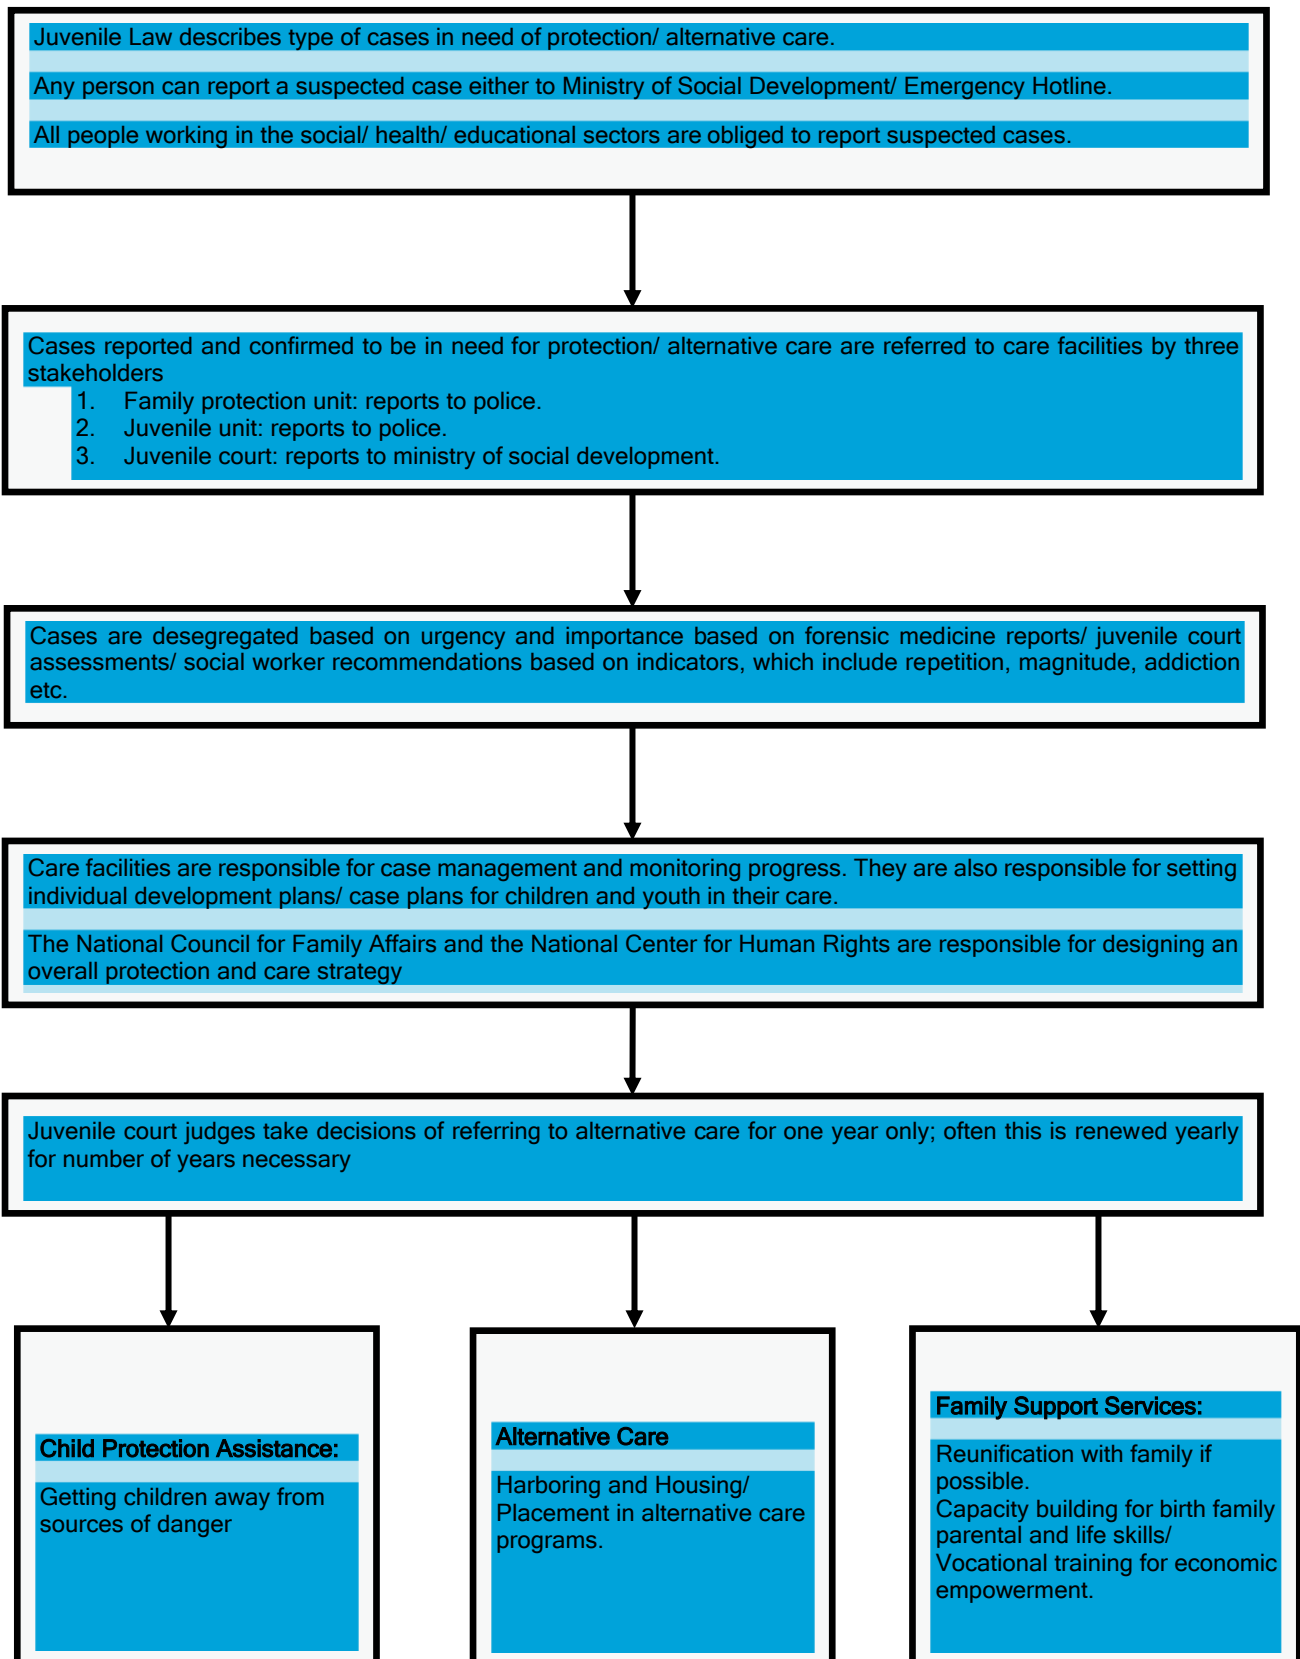 Juvenile Law describes type of cases in need of protection/ alternative care.
Any person can report a suspected case either to Ministry of Social Development/ Emergency Hotline.
All people working in the social/ health/ educational sectors are obliged to report suspected cases.
Cases reported and confirmed to be in need for protection/ alternative care are referred to care facilities by three
stakeholders
1. Family protection unit: reports to police.
2. Juvenile unit: reports to police.
3. Juvenile court: reports to ministry of social development.
Cases are desegregated based on urgency and importance based on forensic medicine reports/ juvenile court
assessments/ social worker recommendations based on indicators, which include repetition, magnitude, addiction
etc.
Care facilities are responsible for case management and monitoring progress. They are also responsible for setting
individual development plans/ case plans for children and youth in their care.
The National Council for Family Affairs and the National Center for Human Rights are responsible for designing an
overall protection and care strategy
Juvenile court judges take decisions of referring to alternative care for one year only; often this is renewed yearly
for number of years necessary
Child Protection Assistance:
Getting children away from
sources of danger
Alternative Care
Harboring and Housing/
Placement in alternative care
programs.
Family Support Services:
Reunification with family if
possible.
Capacity building for birth family
parental and life skills/
Vocational training for economic
empowerment.